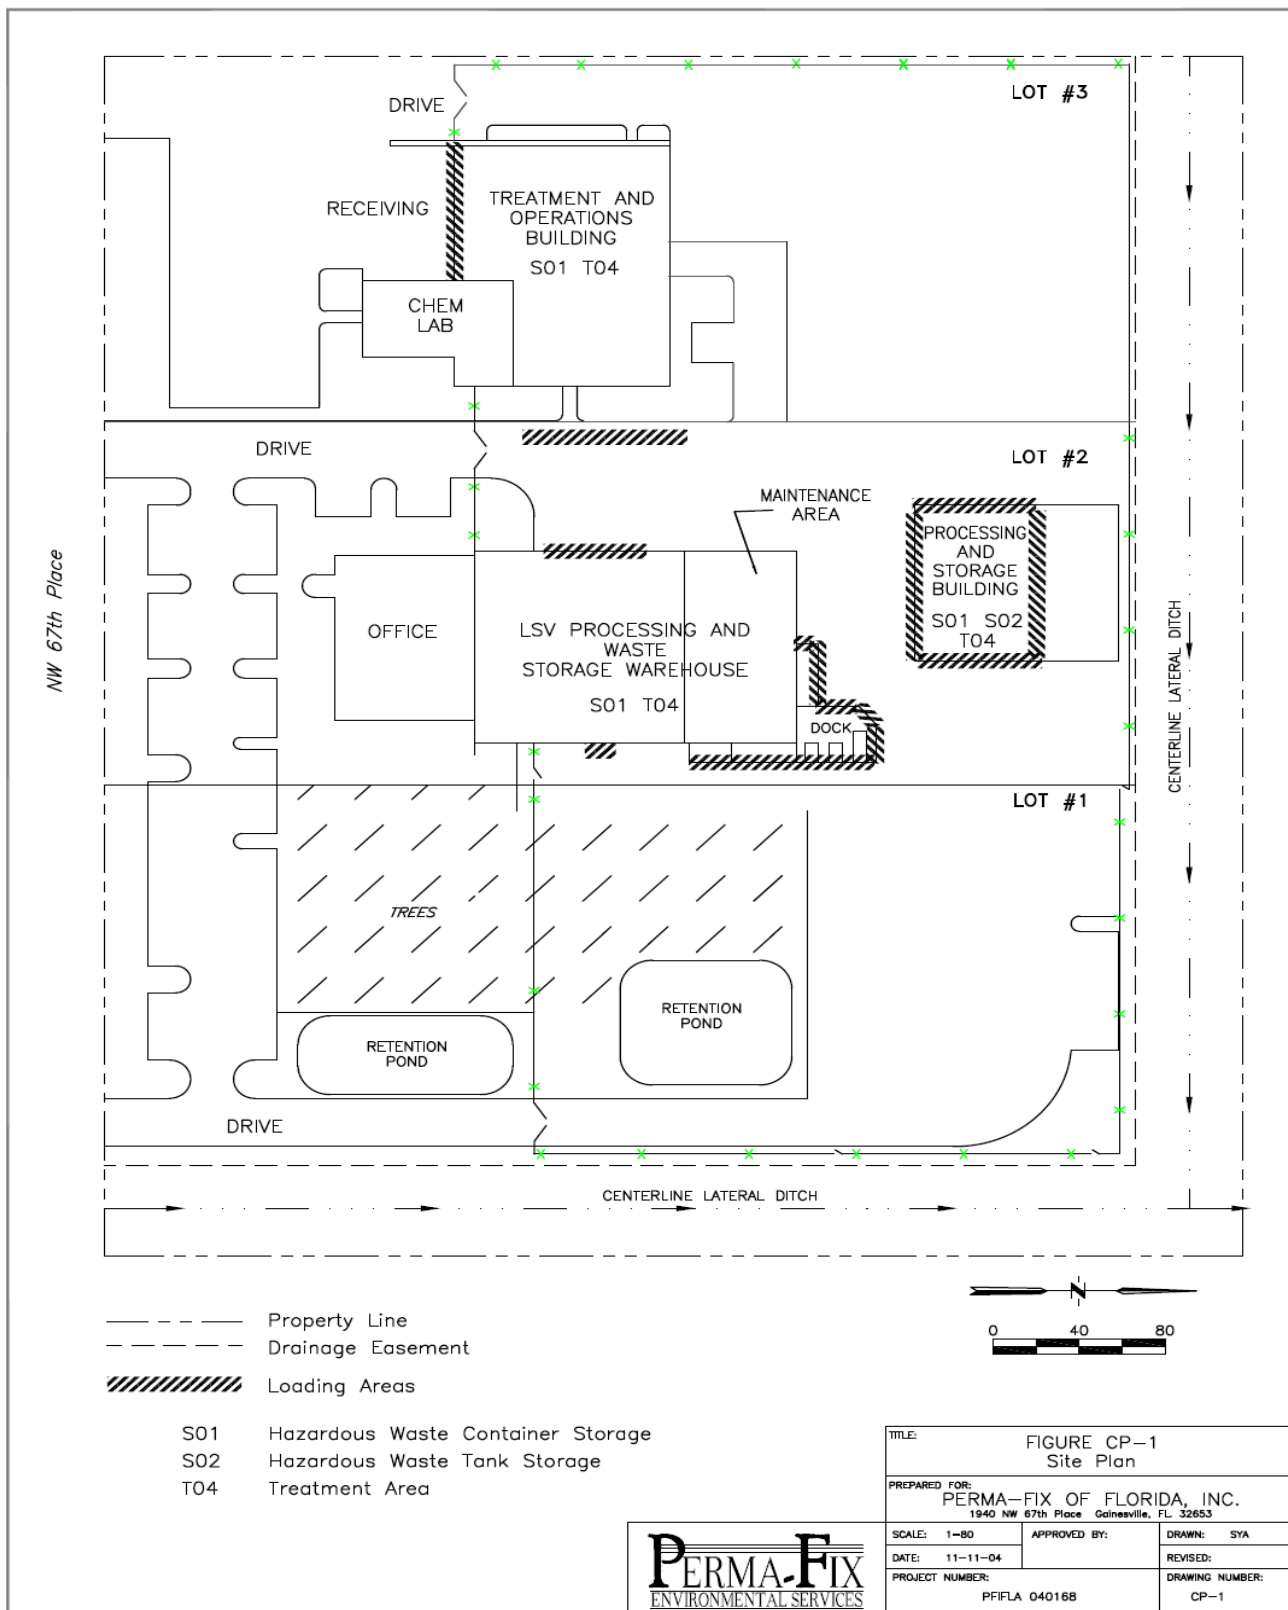 LOT #3
DRIVE
RECEIVING
TREATMENT AND
OPERATIONS
BUILDING
S01 T04
CHEM
LAB
DRIVE
LOT #2
MAINTENANCE
AREA
PROCESSING
AND
STORAGE
BUILDING
S01 S02
T04
NW 67th Place
OFFICE
LSV PROCESSING AND
WASTE
STORAGE WAREHOUSE
S01 T04
DOCK
CENTERLINE LATERAL DITCH
LOT #1
TREES
RETENTION
POND
RETENTION
POND
DRIVE
CENTERLINE LATERAL DITCH
N
0 40 80
Property Line
Drainage Easement
Loading Areas
S01 Hazardous Waste Container Storage
S02 Hazardous Waste Tank Storage
T04 Treatment Area
TITLE:
FIGURE CP-1
Site Plan
PREPARED FOR:
PERMA-FIX OF FLORIDA, INC.
1940 NW 67th Place Gainesville, FL. 32653
SCALE: 1-80
APPROVED BY:
DRAWN: SYA
DATE: 11-11-04
REVISED:
PROJECT NUMBER:
PFIFLA 040168
DRAWING NUMBER:
CP-1
PERMA-FIX
ENVIRONMENTAL SERVICES